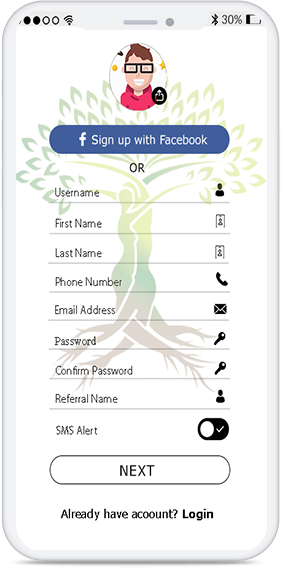 30%
Sign up with Facebook
OR
Username
First Name
Last Name
Phone Number
Email Address
Password
Confirm Password
Referral Name
SMS Alert
NEXT
Already have acoount? Login